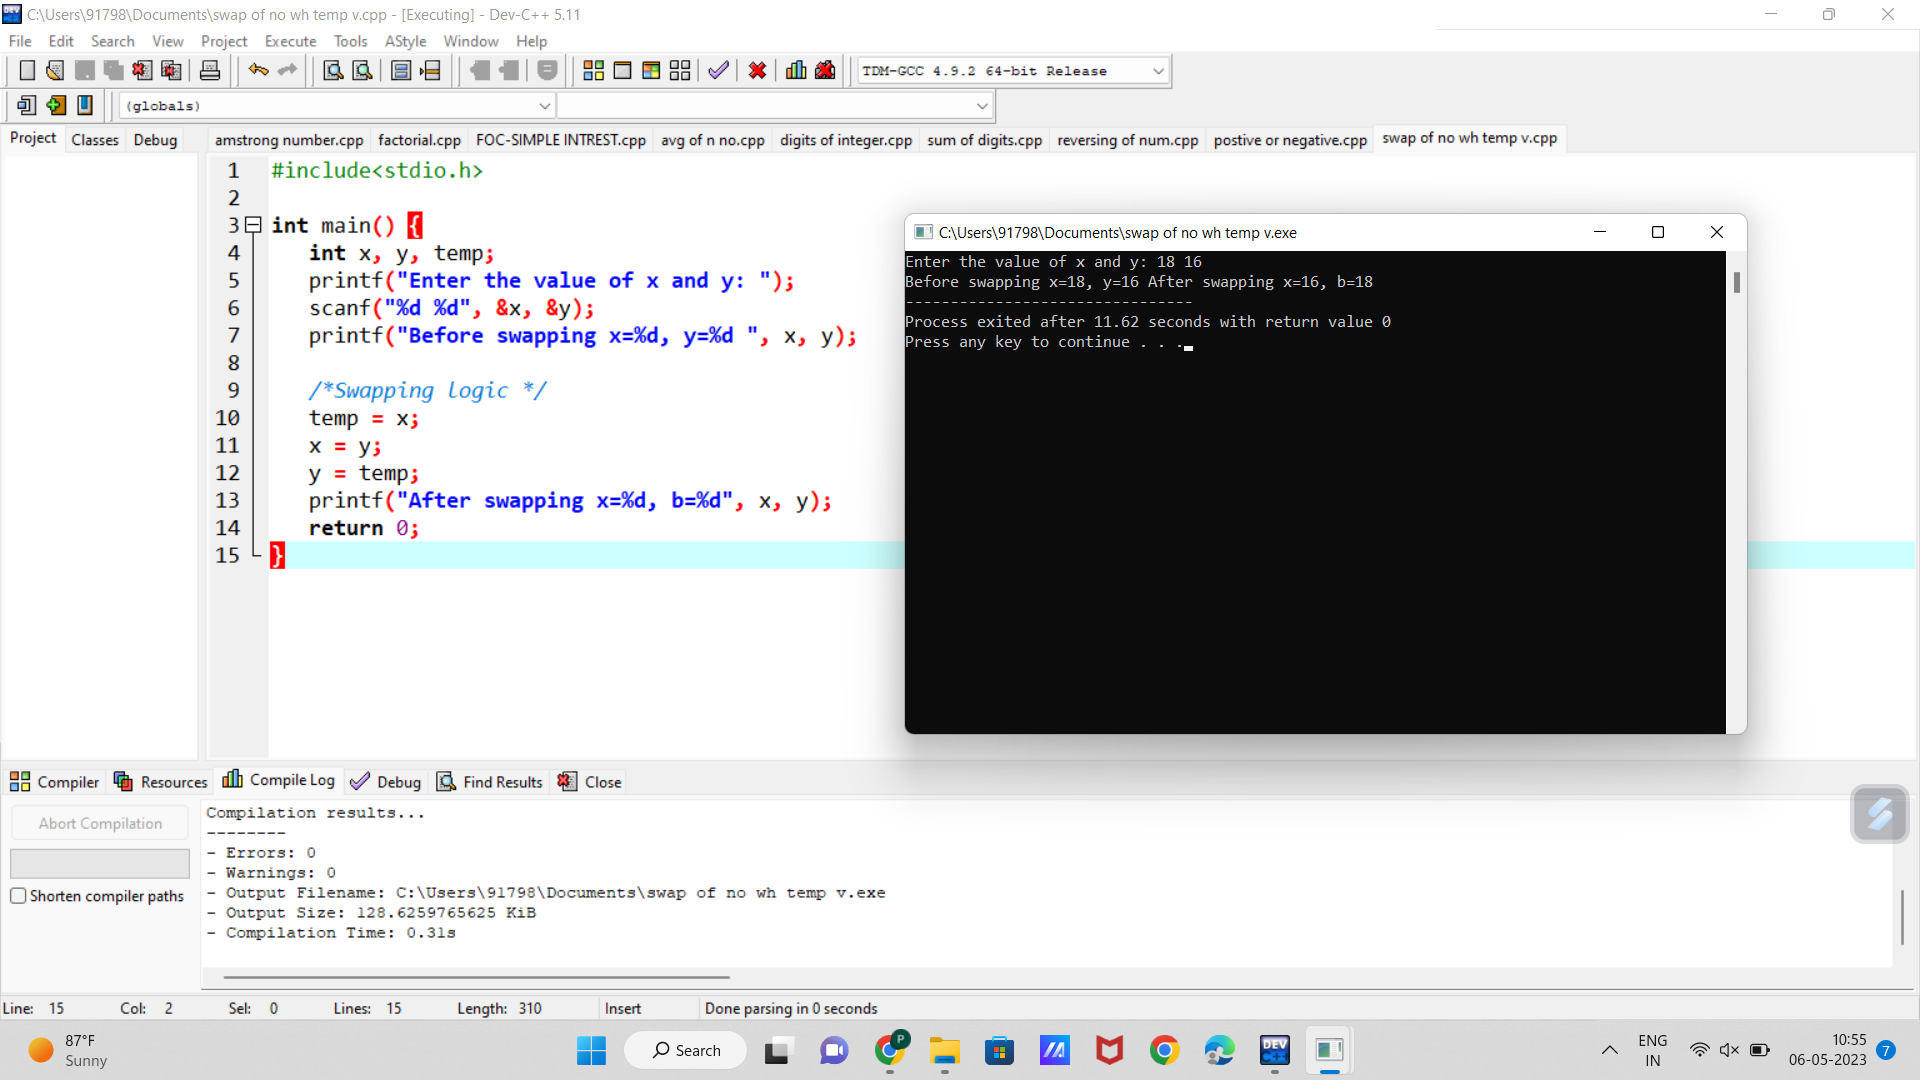 C:\Users\91798\Documents\swap of no wh temp v.cpp - [Executing] - Dev-C++ 5.11
File Edit Search View Project Execute Tools AStyle Window Help
TDM-GCC 4.9.2 64-bit Release
(globals)
Project Classes Debug
amstrong number.cpp factorial.cpp FOC-SIMPLE INTREST.cpp avg of n no.cpp digits of integer.cpp sum of digits.cpp reversing of num.cpp postive or negative.cpp swap of no wh temp v.cpp
1 #include<stdio.h>
2
3 int main() {
4 int x, y, temp;
5 printf("Enter the value of x and y: ");
6 scanf("%d %d", &x, &y);
7 printf("Before swapping x=%d, y=%d ", x, y);
8
9 /*Swapping logic */
10 temp = x;
11 x = y;
12 y = temp;
13 printf("After swapping x=%d, b=%d", x, y);
14 return 0;
15 }
C:\Users\91798\Documents\swap of no wh temp v.exe
Enter the value of x and y: 18 16
Before swapping x=18, y=16 After swapping x=16, b=18
--------------------------------
Process exited after 11.62 seconds with return value 0
Press any key to continue . . .
Compiler Resources Compile Log Debug Find Results Close
Abort Compilation
Shorten compiler paths
Compilation results...
--------
- Errors: 0
- Warnings: 0
- Output Filename: C:\Users\91798\Documents\swap of no wh temp v.exe
- Output Size: 128.6259765625 KiB
- Compilation Time: 0.31s
Line: 15 Col: 2 Sel: 0 Lines: 15 Length: 310 Insert Done parsing in 0 seconds
87°F
Sunny
Search
P
DEV
C++
ENG
IN
10:55
06-05-2023
7